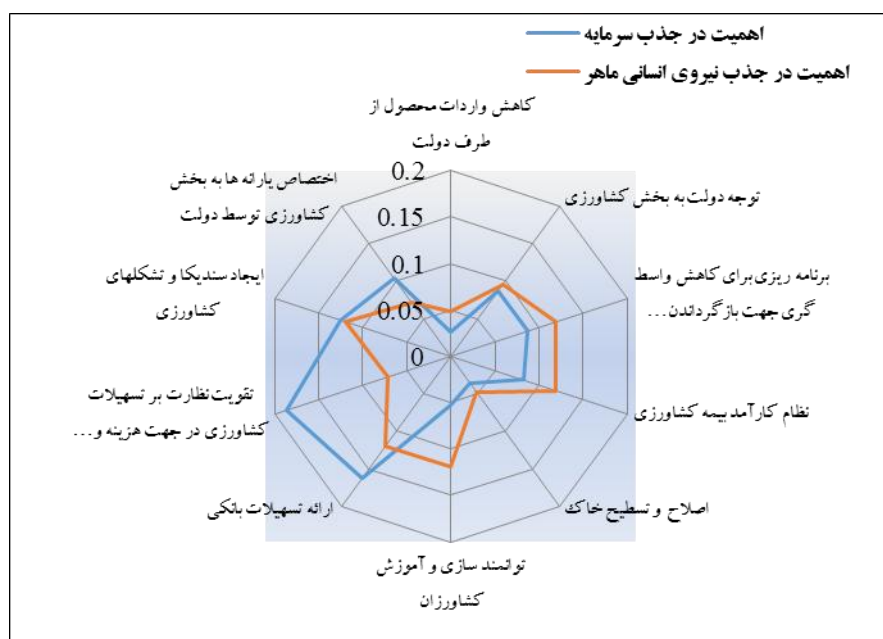 اهمیت در جذب سرمایه
اهمیت در جذب نیروی انسانی ماهر
کاهش واردات محصول از
طرف دولت
توجه دولت به بخش کشاورزی
برنامه ریزی برای کاهش واسط
گری جهت بازگرداندن...
نظام کارآمد بیمه کشاورزی
اصلاح و تسطیح خاک
توانمند سازی و آموزش
کشاورزان
ارائه تسهیلات بانکی
تقویت نظارت بر تسهیلات
کشاورزی در جهت هزینه و...
ایجاد سندیکا و تشکلهای
کشاورزی
اختصاص یارانه ها به بخش
کشاورزی توسط دولت
0.2
0.15
0.1
0.05
0